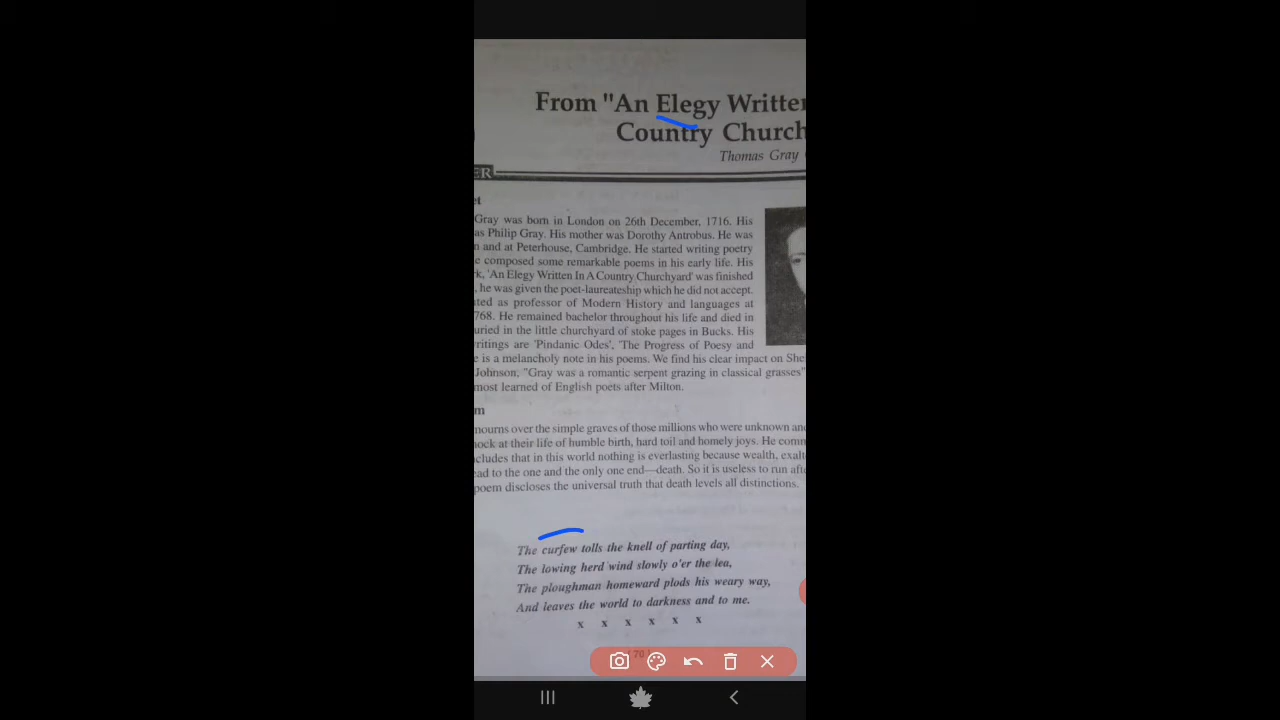 From "An Elegy Written
Country Church
Thomas Gray
ER
Gray was born in London on 26th December, 1716. His
as Philip Gray. His mother was Dorothy Antrobus. He was
n and at Peterhouse, Cambridge. He started writing poetry
e composed some remarkable poems in his early life. His
k, 'An Elegy Written In A Country Churchyard' was finished
, he was given the poet-laureateship which he did not accept.
ted as professor of Modern History and languages at
768. He remained bachelor throughout his life and died in
uried in the little churchyard of stoke pages in Bucks. His
ritings are 'Pindanic Odes', 'The Progress of Poesy and
e is a melancholy note in his poems. We find his clear impact on She
Johnson, "Gray was a romantic serpent grazing in classical grasses"
most learned of English poets after Milton.
m
mourns over the simple graves of those millions who were unknown and
ock at their life of humble birth, hard toil and homely joys. He comm
cludes that in this world nothing is everlasting because wealth, exalt
ad to the one and the only one end—death. So it is useless to run afte
poem discloses the universal truth that death levels all distinctions.
The curfew tolls the knell of parting day,
The lowing herd wind slowly o'er the lea,
The ploughman homeward plods his weary way,
And leaves the world to darkness and to me.
x x x x x x
70